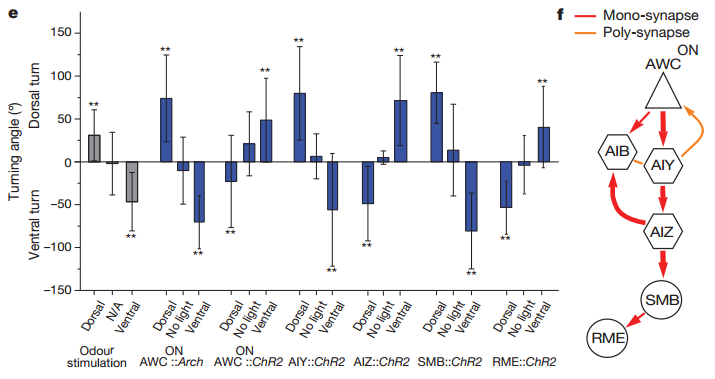 e
Turning angle (°)
Ventral turn Dorsal turn
150
100
50
0
−50
−100
−150
**
**
**
**
**
**
**
**
**
**
**
**
**
**
Dorsal N/A Ventral
Dorsal No light Ventral
Dorsal No light Ventral
Dorsal No light Ventral
Dorsal No light Ventral
Dorsal No light Ventral
Dorsal No light Ventral
Odour
stimulation
ON
AWC ::Arch
ON
AWC ::ChR2
AIY::ChR2
AIZ::ChR2
SMB::ChR2
RME::ChR2
f
Mono-synapse
Poly-synapse
ON
AWC
AIB
AIY
AIZ
SMB
RME